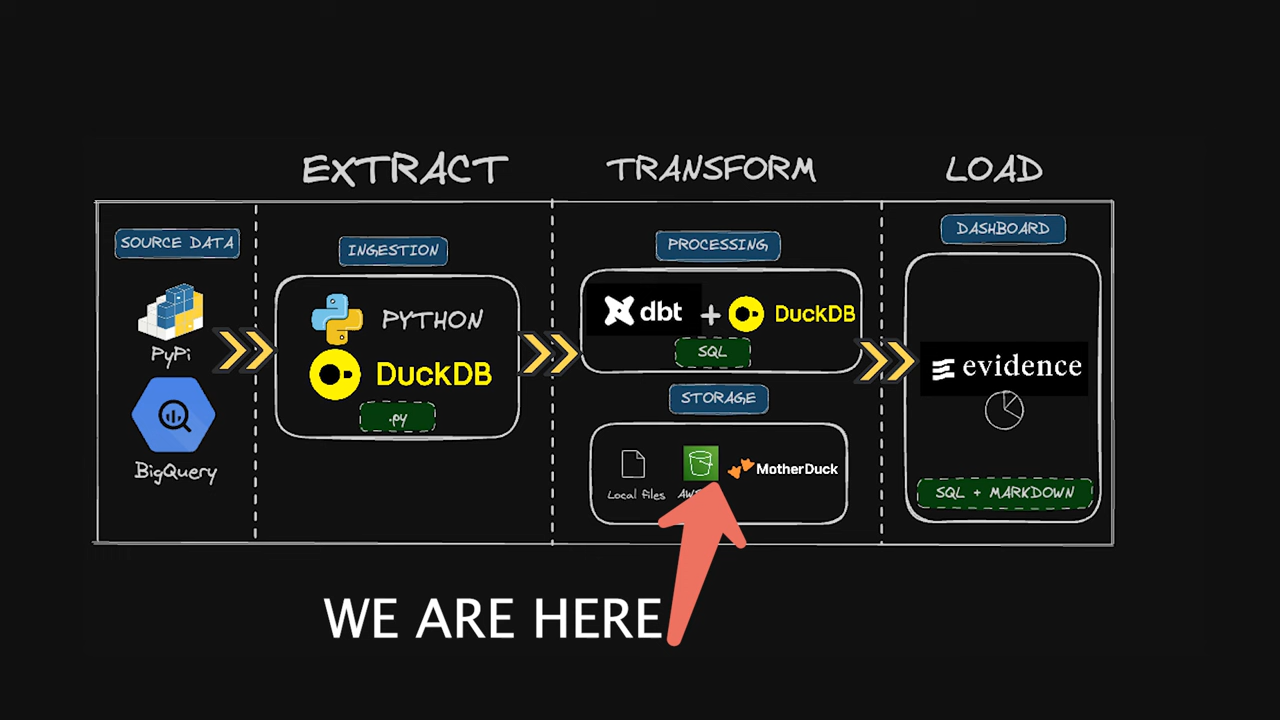 EXTRACT
TRANSFORM
LOAD
SOURCE DATA
PyPi
BigQuery
INGESTION
PYTHON
DuckDB
.py
PROCESSING
dbt + DuckDB
SQL
STORAGE
Local files
MotherDuck
DASHBOARD
evidence
SQL + MARKDOWN
WE ARE HERE